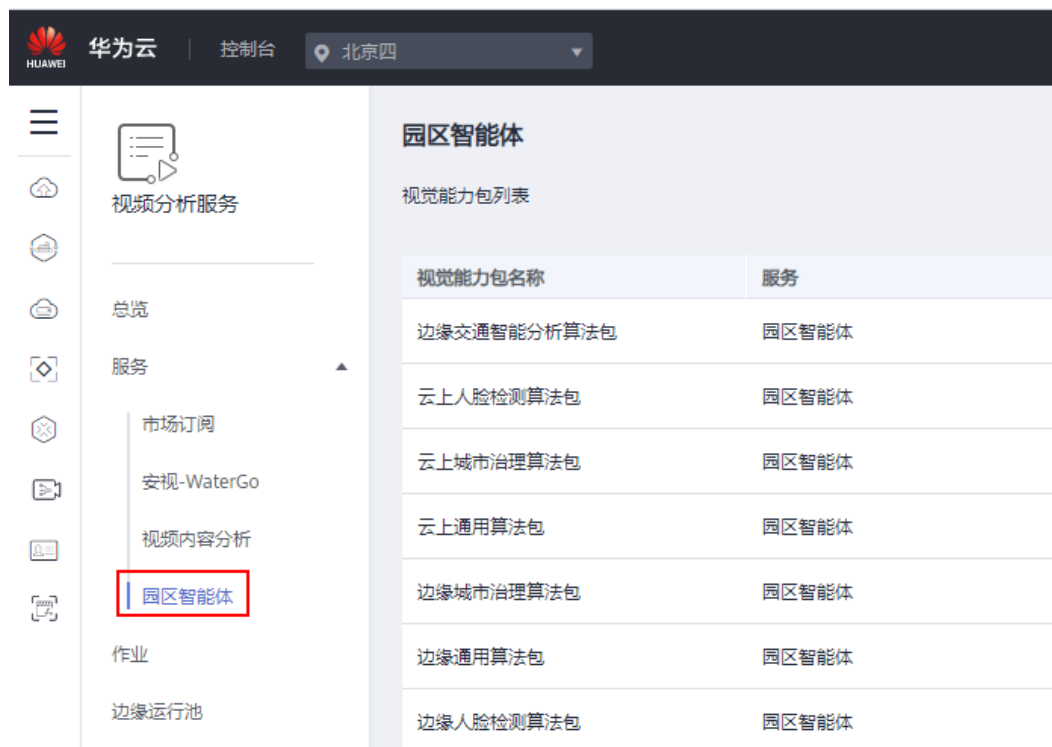 HUAWEI 华为云 控制台 北京四
视频分析服务
总览
服务
市场订阅
安视-WaterGo
视频内容分析
园区智能体
作业
边缘运行池
园区智能体
视觉能力包列表
视觉能力包名称 服务
边缘交通智能分析算法包 园区智能体
云上人脸检测算法包 园区智能体
云上城市治理算法包 园区智能体
云上通用算法包 园区智能体
边缘城市治理算法包 园区智能体
边缘通用算法包 园区智能体
边缘人脸检测算法包 园区智能体